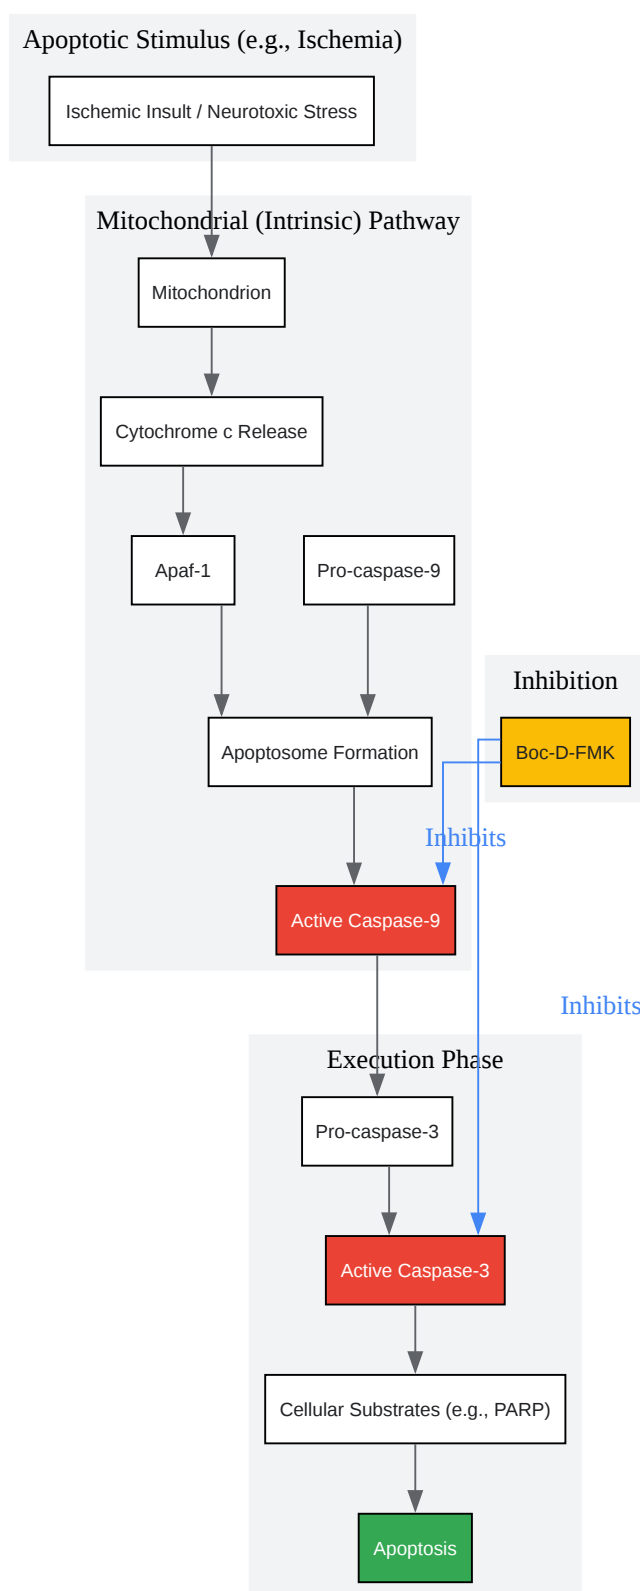 Apoptotic Stimulus (e.g., Ischemia)
Ischemic Insult / Neurotoxic Stress
Mitochondrial (Intrinsic) Pathway
Mitochondrion
Cytochrome c Release
Apaf-1
Pro-caspase-9
Inhibition
Apoptosome Formation
Boc-D-FMK
Inhibits
Active Caspase-9
Inhibits
Execution Phase
Pro-caspase-3
Active Caspase-3
Cellular Substrates (e.g., PARP)
Apoptosis